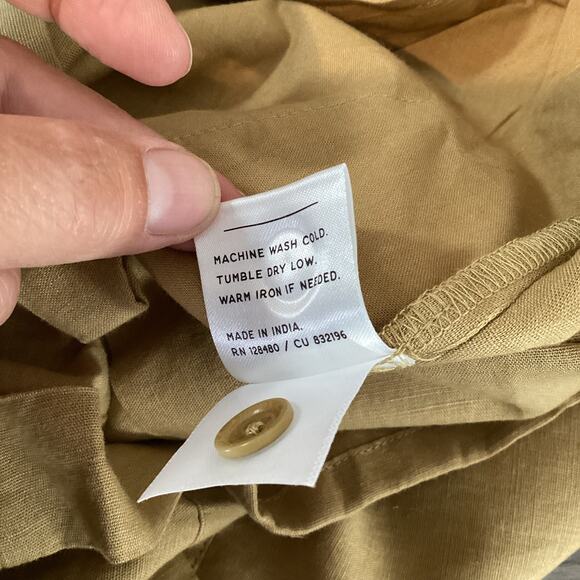 MACHINE WASH COLD.
TUMBLE DRY LOW.
WARM IRON IF NEEDED.
MADE IN INDIA.
RN 128480 / CU 832196